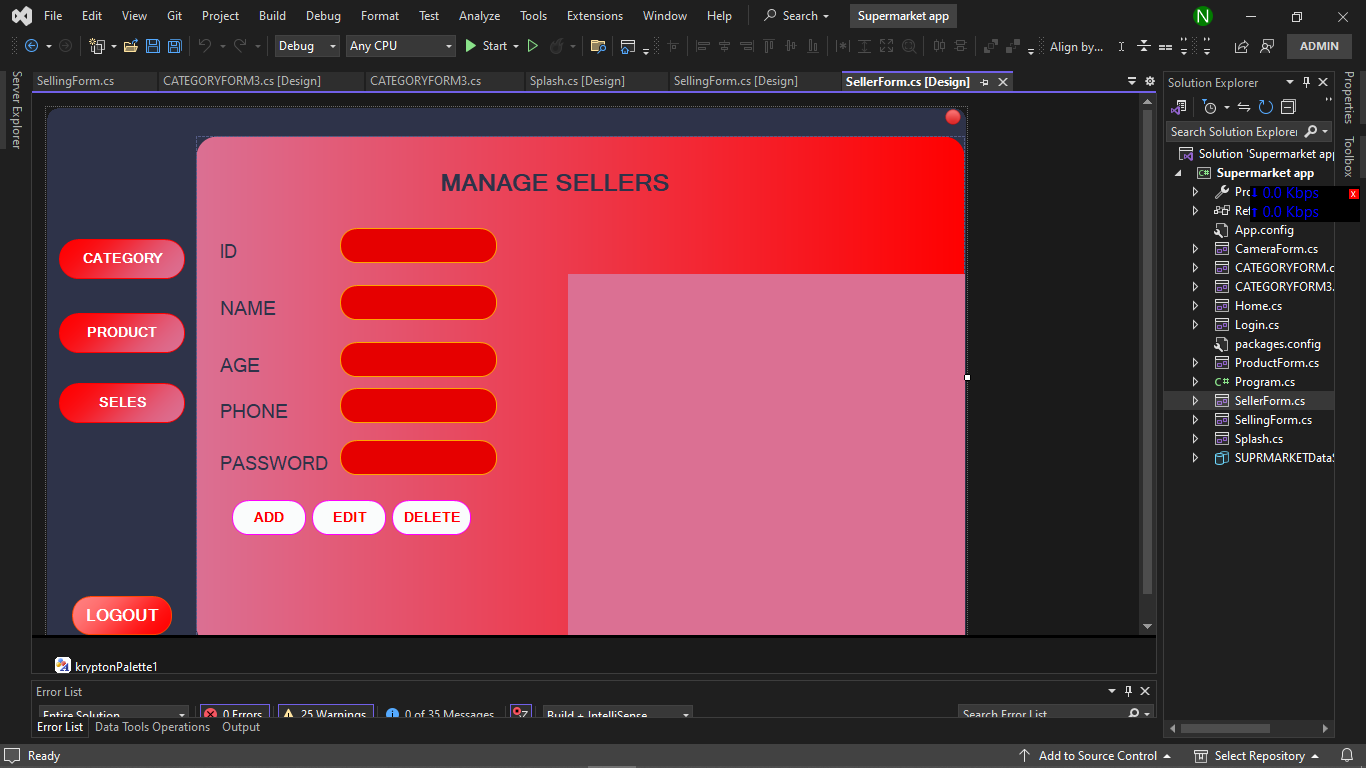 File Edit View Git Project Build Debug Format Test Analyze Tools Extensions Window Help Search Supermarket app N
Debug Any CPU Start Align by... ADMIN
SellingForm.cs CATEGORYFORM3.cs [Design] CATEGORYFORM3.cs Splash.cs [Design] SellingForm.cs [Design] SellerForm.cs [Design]
Server Explorer
MANAGE SELLERS
CATEGORY
PRODUCT
SELES
LOGOUT
ID
NAME
AGE
PHONE
PASSWORD
ADD EDIT DELETE
kryptonPalette1
Solution Explorer
Search Solution Explorer
Solution 'Supermarket app
Supermarket app
Pro
0.0 Kbps x
Ref
0.0 Kbps
App.config
CameraForm.cs
CATEGORYFORM.c
CATEGORYFORM3.
Home.cs
Login.cs
packages.config
ProductForm.cs
C# Program.cs
SellerForm.cs
SellingForm.cs
Splash.cs
SUPRMARKETDataS
Properties
Toolbox
Error List
Entire Solution 0 Errors 25 Warnings 0 of 35 Messages Build + IntelliSense Search Error List
Error List Data Tools Operations Output
Ready Add to Source Control Select Repository